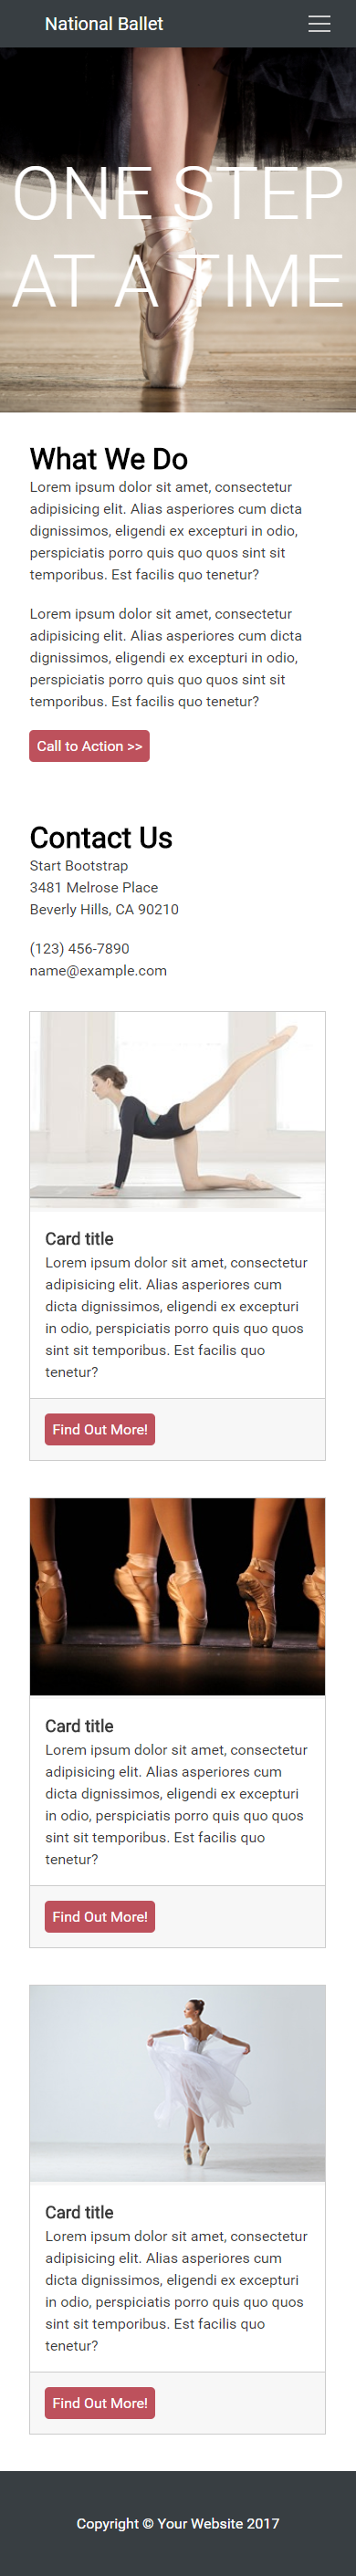 National Ballet
ONE STEP
AT A TIME
What We Do
Lorem ipsum dolor sit amet, consectetur
adipisicing elit. Alias asperiores cum dicta
dignissimos, eligendi ex excepturi in odio,
perspiciatis porro quis quo quos sint sit
temporibus. Est facilis quo tenetur?
Lorem ipsum dolor sit amet, consectetur
adipisicing elit. Alias asperiores cum dicta
dignissimos, eligendi ex excepturi in odio,
perspiciatis porro quis quo quos sint sit
temporibus. Est facilis quo tenetur?
Call to Action >>
Contact Us
Start Bootstrap
3481 Melrose Place
Beverly Hills, CA 90210
(123) 456-7890
name@example.com
Card title
Lorem ipsum dolor sit amet, consectetur
adipisicing elit. Alias asperiores cum
dicta dignissimos, eligendi ex excepturi
in odio, perspiciatis porro quis quo quos
sint sit temporibus. Est facilis quo
tenetur?
Find Out More!
Card title
Lorem ipsum dolor sit amet, consectetur
adipisicing elit. Alias asperiores cum
dicta dignissimos, eligendi ex excepturi
in odio, perspiciatis porro quis quo quos
sint sit temporibus. Est facilis quo
tenetur?
Find Out More!
Card title
Lorem ipsum dolor sit amet, consectetur
adipisicing elit. Alias asperiores cum
dicta dignissimos, eligendi ex excepturi
in odio, perspiciatis porro quis quo quos
sint sit temporibus. Est facilis quo
tenetur?
Find Out More!
Copyright © Your Website 2017